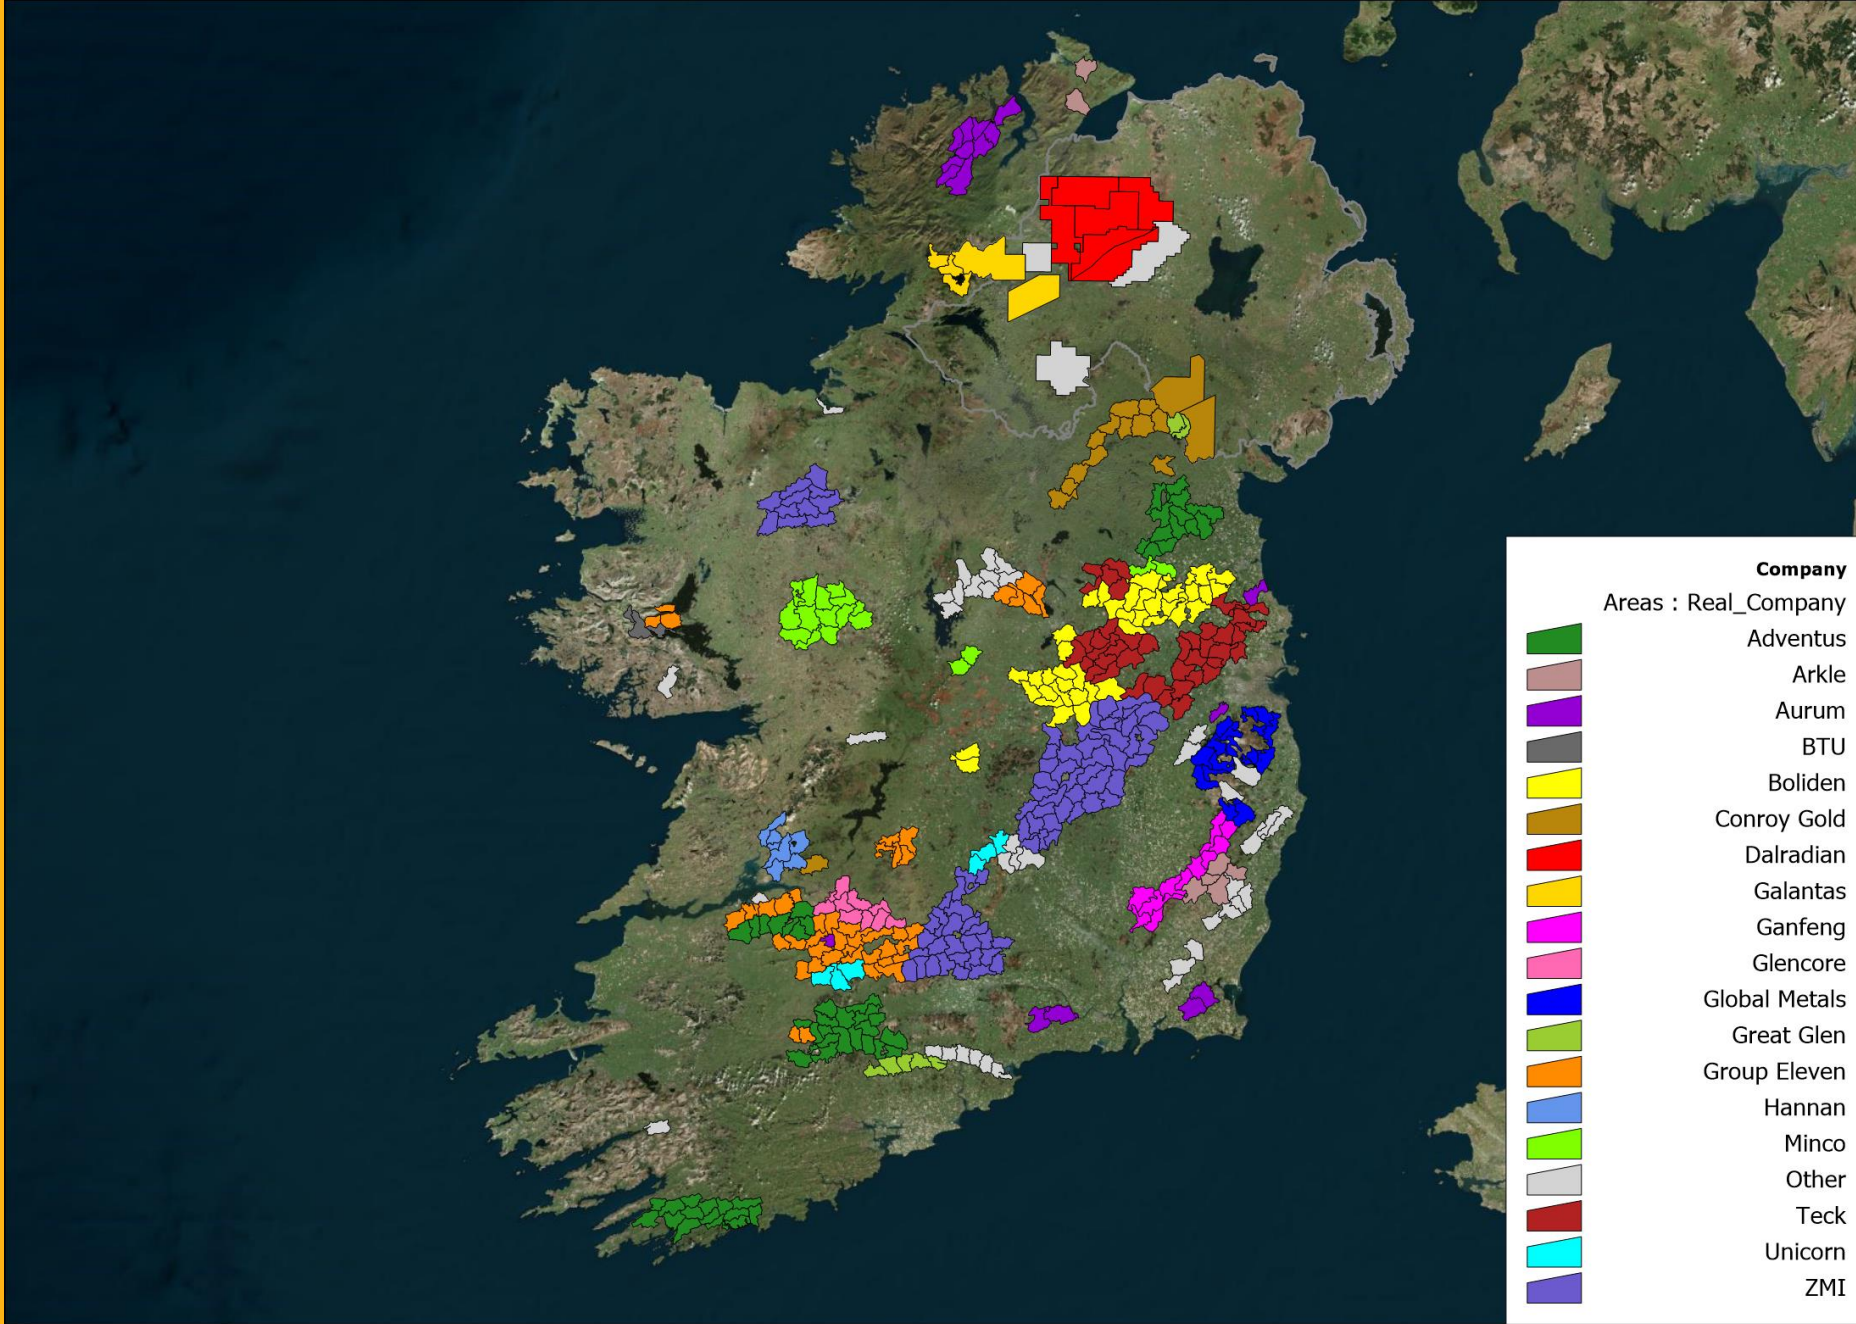 Company
Areas : Real_Company
Adventus
Arkle
Aurum
BTU
Boliden
Conroy Gold
Dalradian
Galantas
Ganfeng
Glencore
Global Metals
Great Glen
Group Eleven
Hannan
Minco
Other
Teck
Unicorn
ZMI